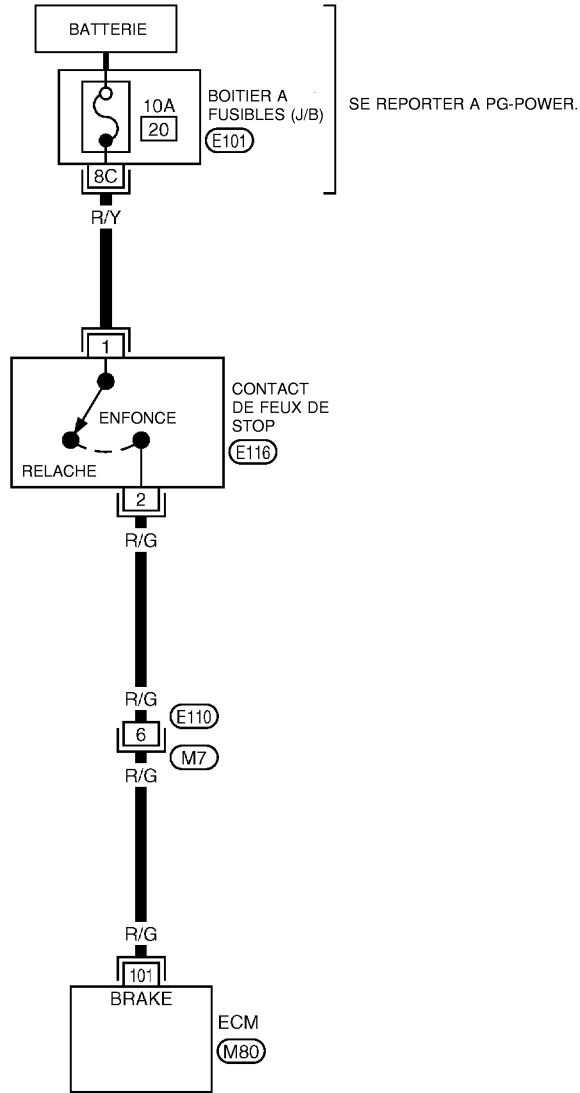 BATTERIE
10A
20
BOITIER A
FUSIBLES (J/B)
E101
SE REPORTER A PG-POWER.
8C
R/Y
1
ENFONCE
RELACHE
CONTACT
DE FEUX DE
STOP
E116
2
R/G
R/G
E110
6
M7
R/G
R/G
101
BRAKE
ECM
M80